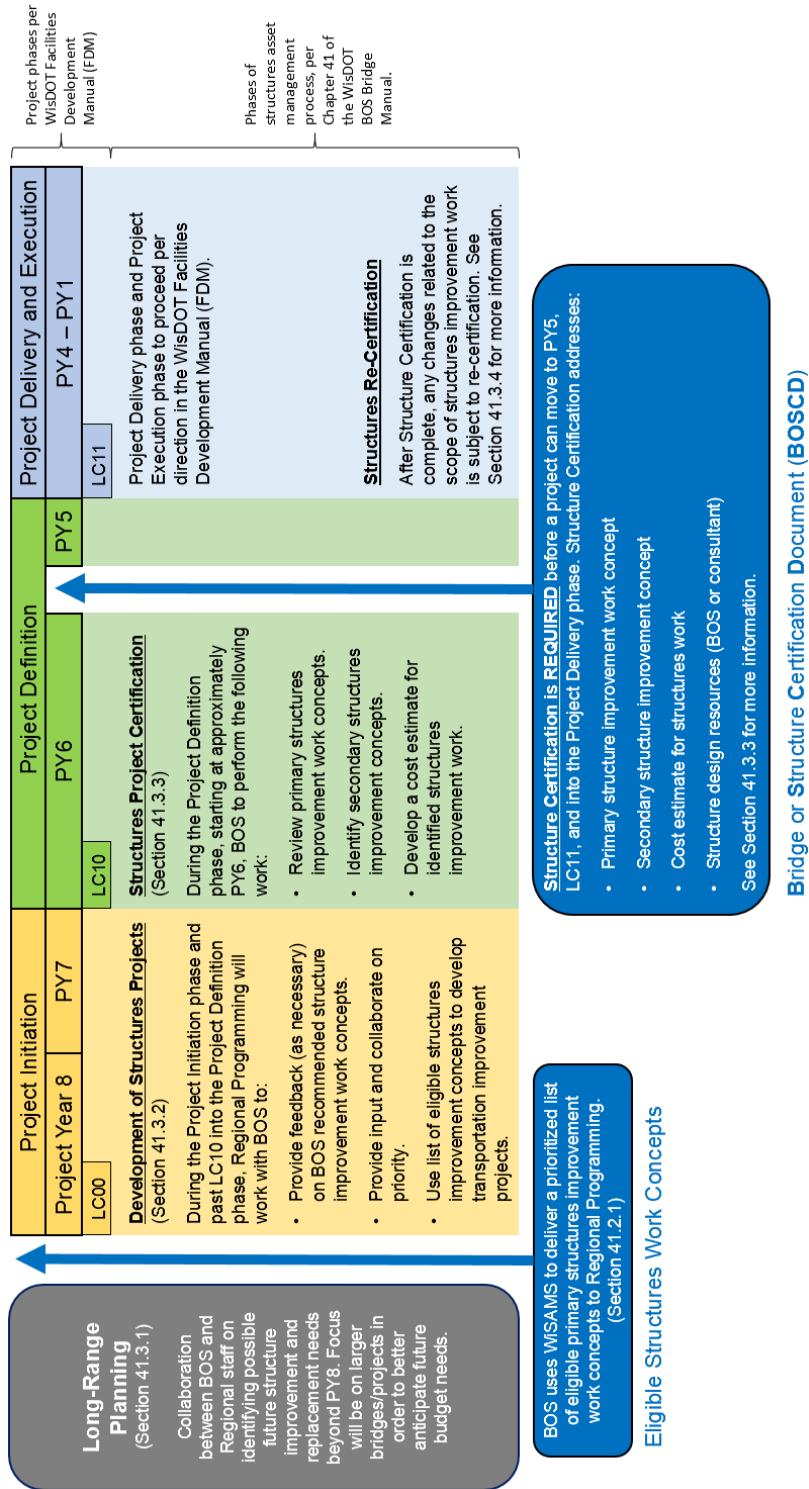 Long-Range
Planning
(Section 41.3.1)
Collaboration
between BOS and
Regional staff on
identifying possible
future structure
improvement and
replacement needs
beyond PY8. Focus
will be on larger
bridges/projects in
order to better
anticipate future
budget needs.
Project Initiation
Project Year 8
PY7
LC00
Development of Structures Projects
(Section 41.3.2)
During the Project Initiation phase and
past LC10 into the Project Definition
phase, Regional Programming will
work with BOS to:
• Provide feedback (as necessary)
on BOS recommended structure
improvement work concepts.
• Provide input and collaborate on
priority.
• Use list of eligible structures
improvement concepts to develop
transportation improvement
projects.
Project Definition
PY6
PY5
LC10
Structures Project Certification
(Section 41.3.3)
During the Project Definition
phase, starting at approximately
PY6, BOS to perform the following
work:
• Review primary structures
improvement work concepts.
• Identify secondary structures
improvement concepts.
• Develop a cost estimate for
identified structures
improvement work.
Project Delivery and Execution
PY4 – PY1
LC11
Project Delivery phase and Project
Execution phase to proceed per
direction in the WisDOT Facilities
Development Manual (FDM).
Structures Re-Certification
After Structure Certification is
complete, any changes related to the
scope of structures improvement work
is subject to re-certification. See
Section 41.3.4 for more information.
Project phases per
WisDOT Facilities
Development
Manual (FDM)
Phases of
structures asset
management
process, per
Chapter 41 of
the WisDOT
BOS Bridge
Manual.
BOS uses WiSAMS to deliver a prioritized list
of eligible primary structures improvement
work concepts to Regional Programming.
(Section 41.2.1)
Eligible Structures Work Concepts
Structure Certification is REQUIRED before a project can move to PY5,
LC11, and into the Project Delivery phase. Structure Certification addresses:
• Primary structure improvement work concept
• Secondary structure improvement concept
• Cost estimate for structures work
• Structure design resources (BOS or consultant)
See Section 41.3.3 for more information.
Bridge or Structure Certification Document (BOSCD)